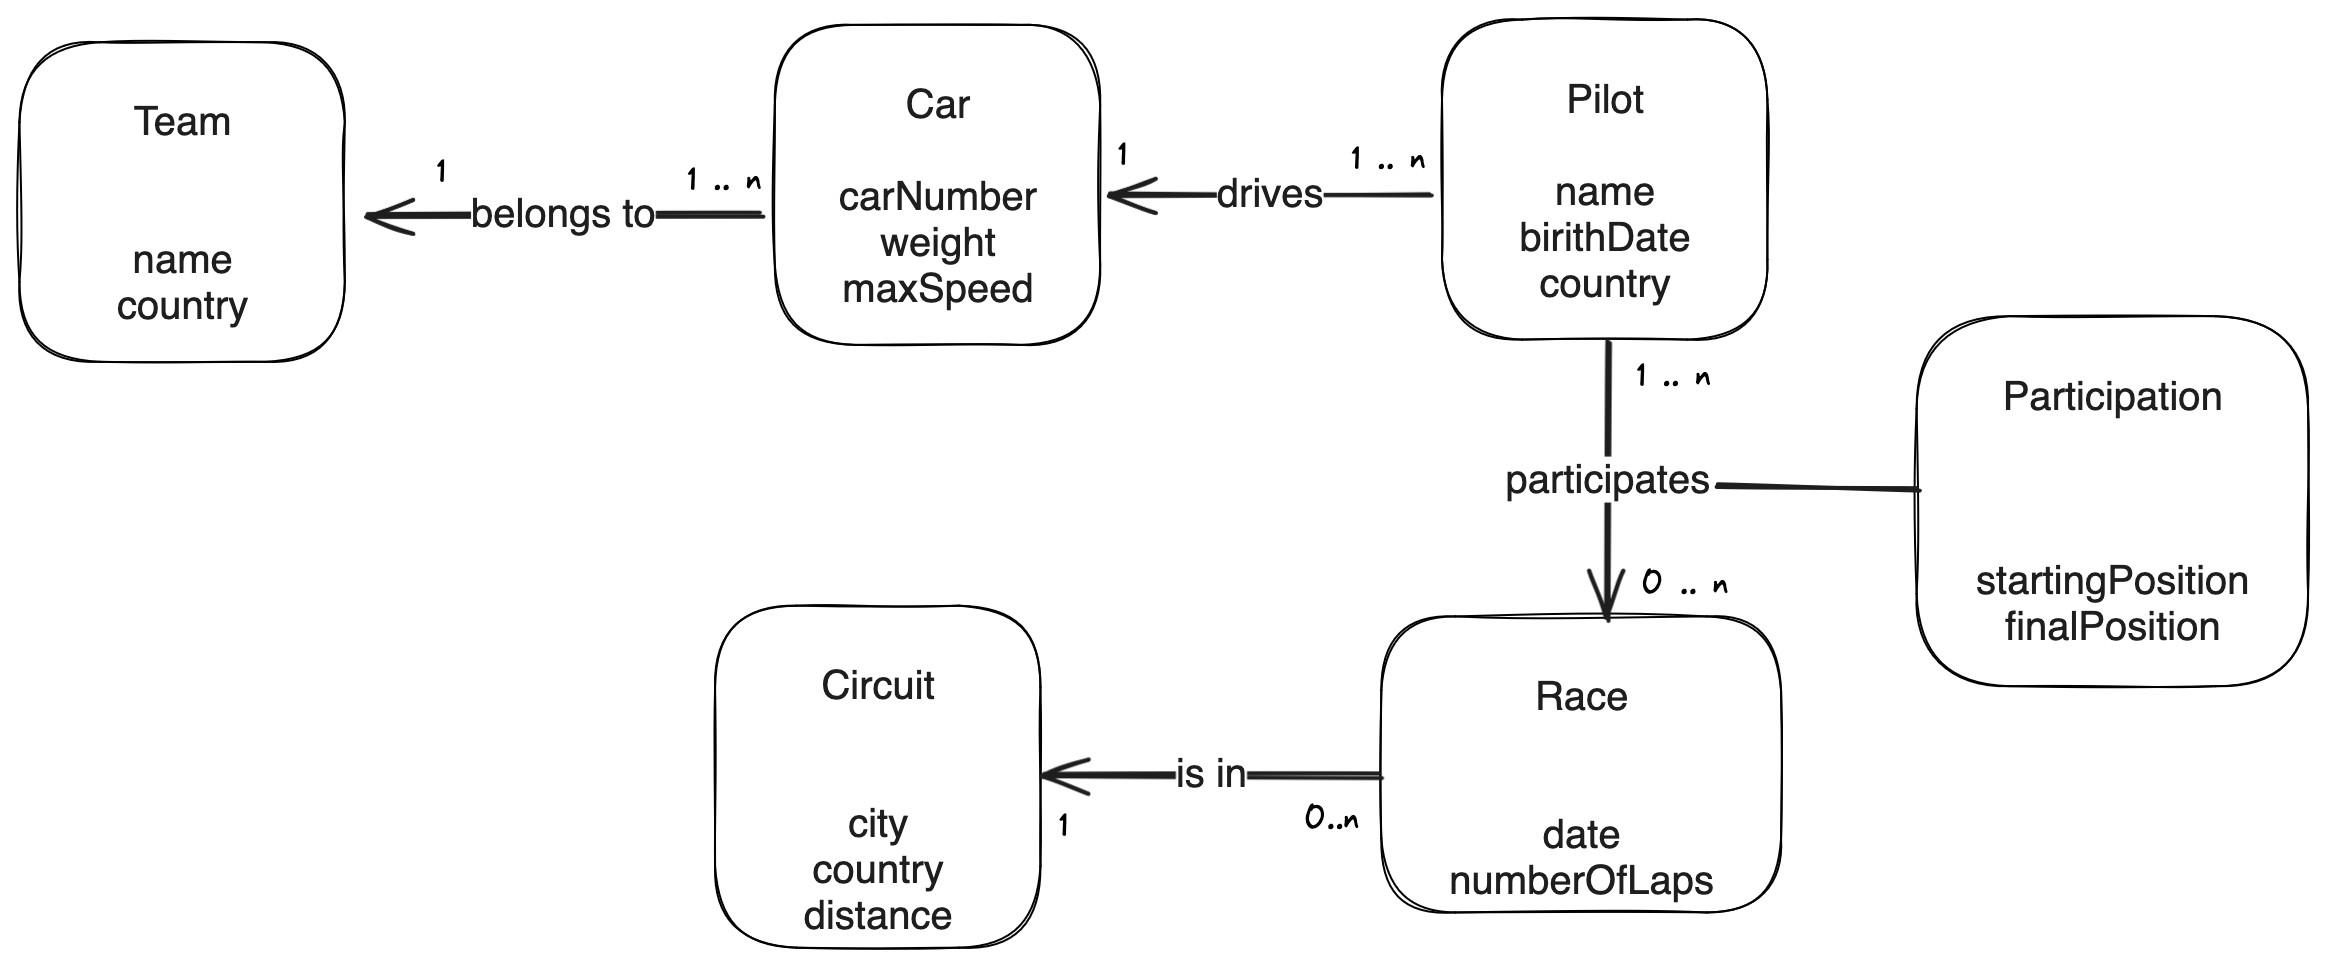 Team
name
country
1
belongs to
1 .. n
Car
carNumber
weight
maxSpeed
1
drives
1 .. n
Pilot
name
birithDate
country
1 .. n
participates
0 .. n
Participation
startingPosition
finalPosition
Circuit
city
country
distance
1
is in
0..n
Race
date
numberOfLaps